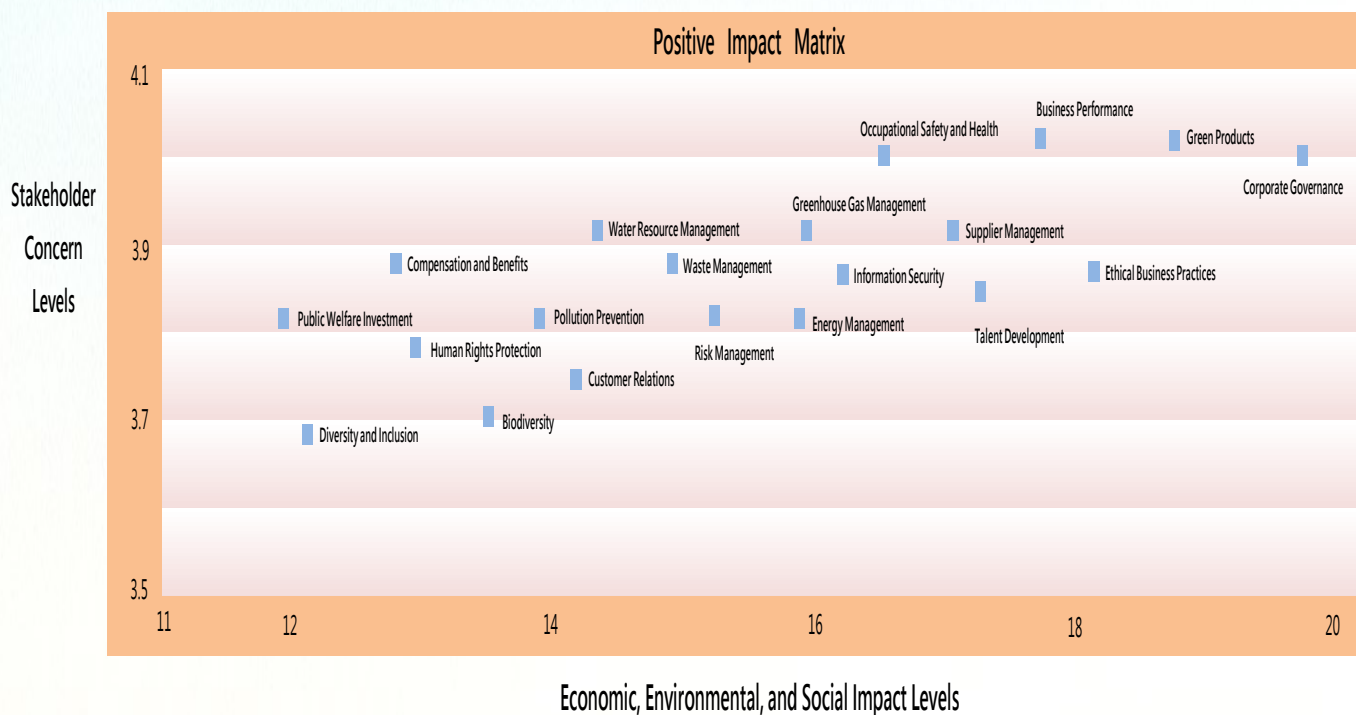 Positive Impact Matrix
4.1
Business Performance
Occupational Safety and Health
Green Products
Stakeholder
Concern
Levels
Corporate Governance
Greenhouse Gas Management
Water Resource Management
Supplier Management
3.9
Compensation and Benefits
Waste Management
Information Security
Ethical Business Practices
Public Welfare Investment
Pollution Prevention
Energy Management
Talent Development
Human Rights Protection
Risk Management
Customer Relations
3.7
Biodiversity
Diversity and Inclusion
3.5
11
12
14
16
18
20
Economic, Environmental, and Social Impact Levels